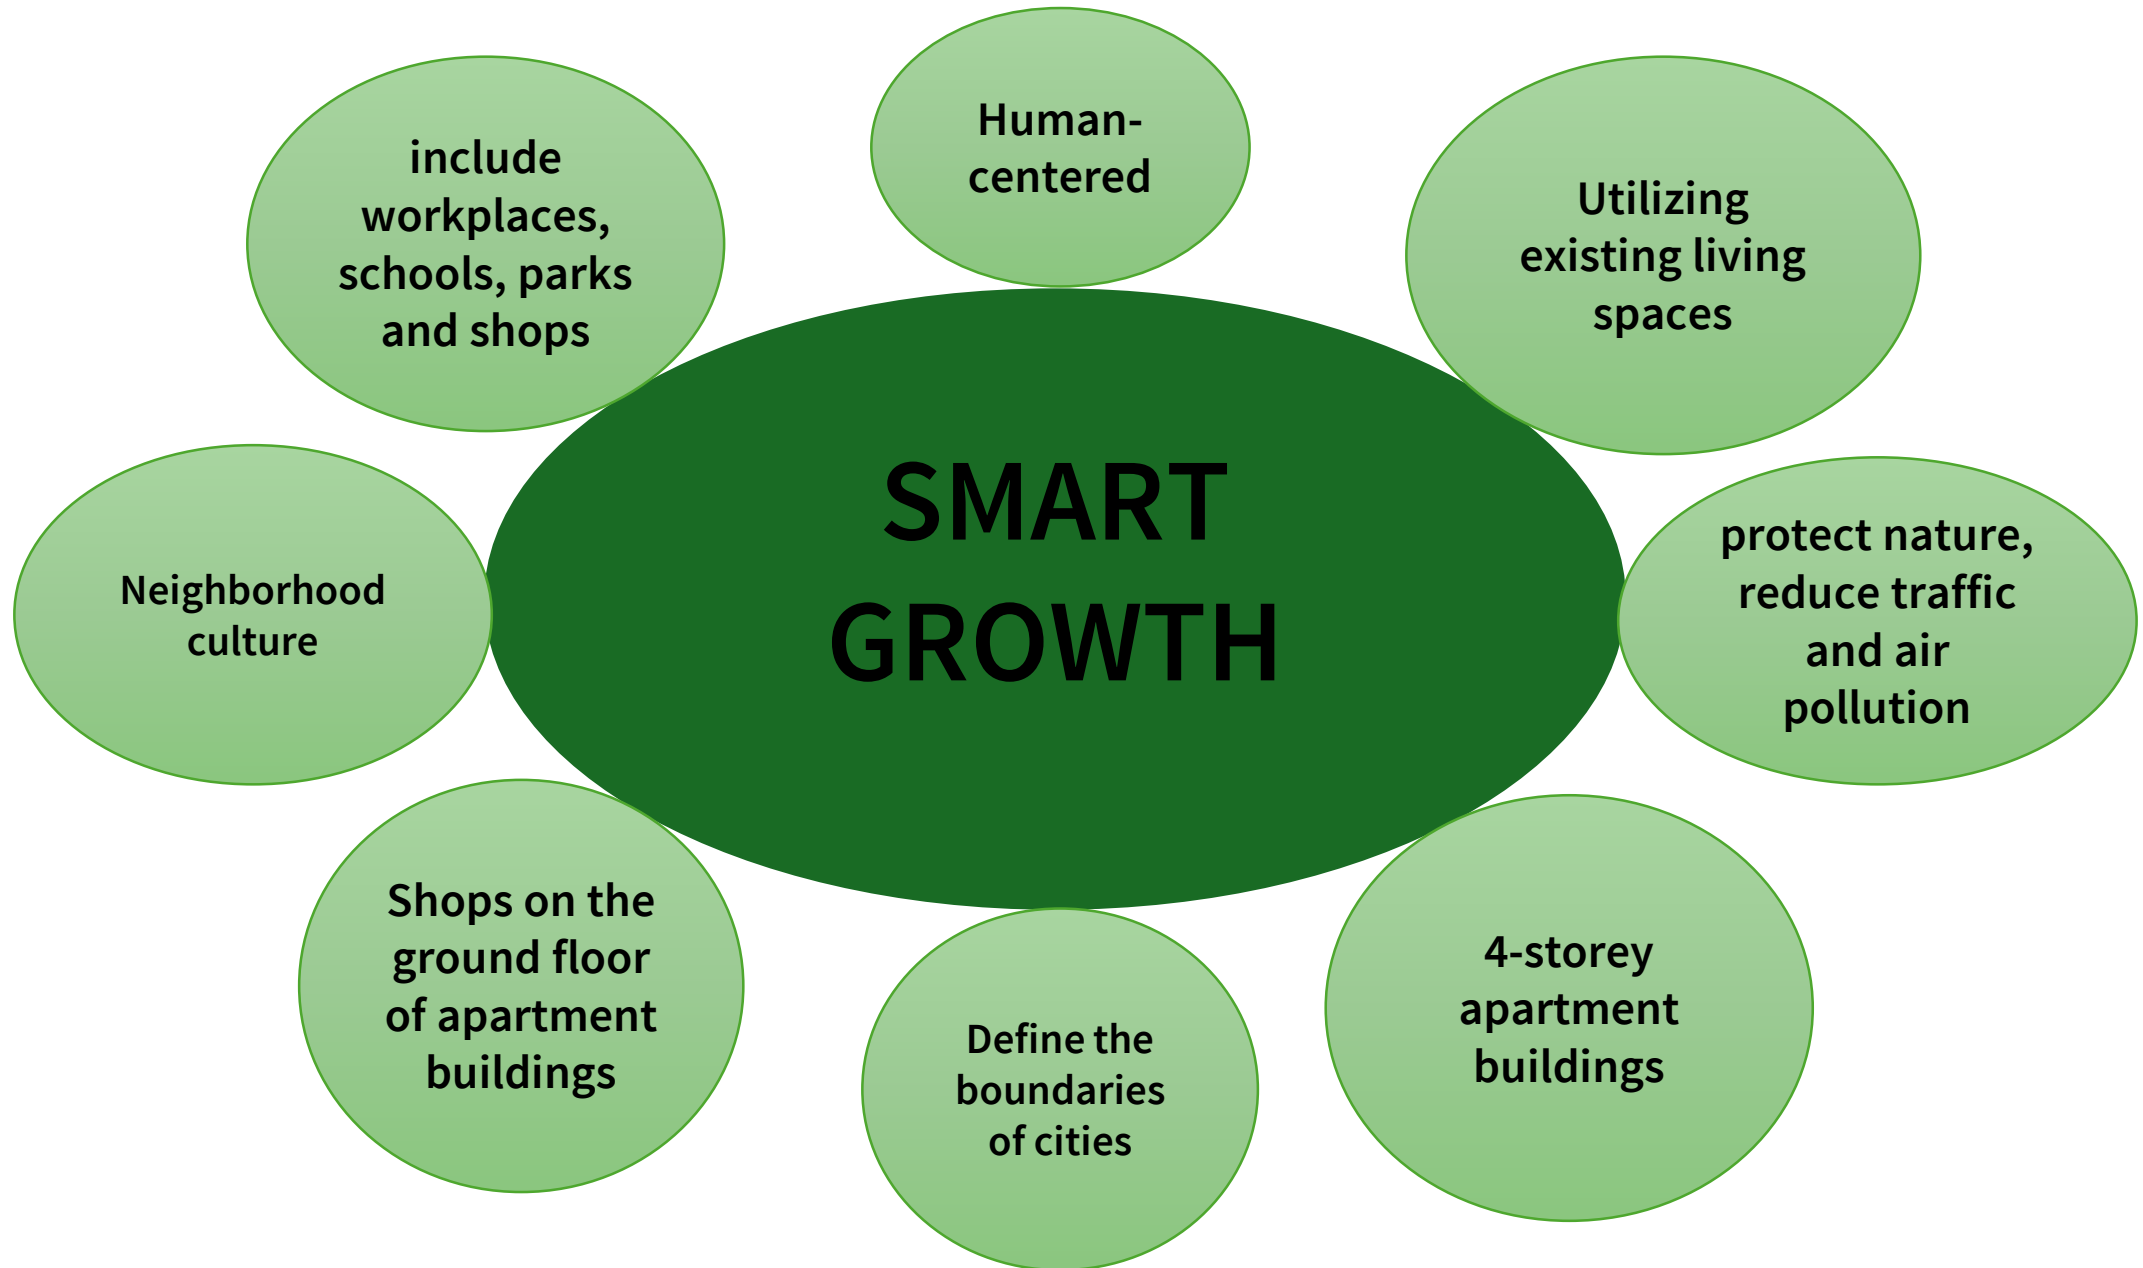 Human-
centered
include
workplaces,
schools, parks
and shops
Utilizing
existing living
spaces
SMART
GROWTH
Neighborhood
culture
protect nature,
reduce traffic
and air
pollution
Shops on the
ground floor
of apartment
buildings
Define the
boundaries
of cities
4-storey
apartment
buildings